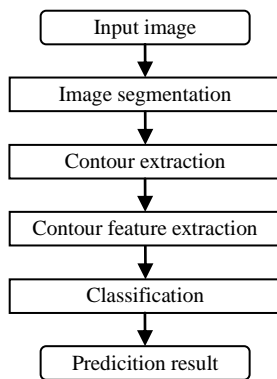 Input image
Image segmentation
Contour extraction
Contour feature extraction
Classification
Predicition result